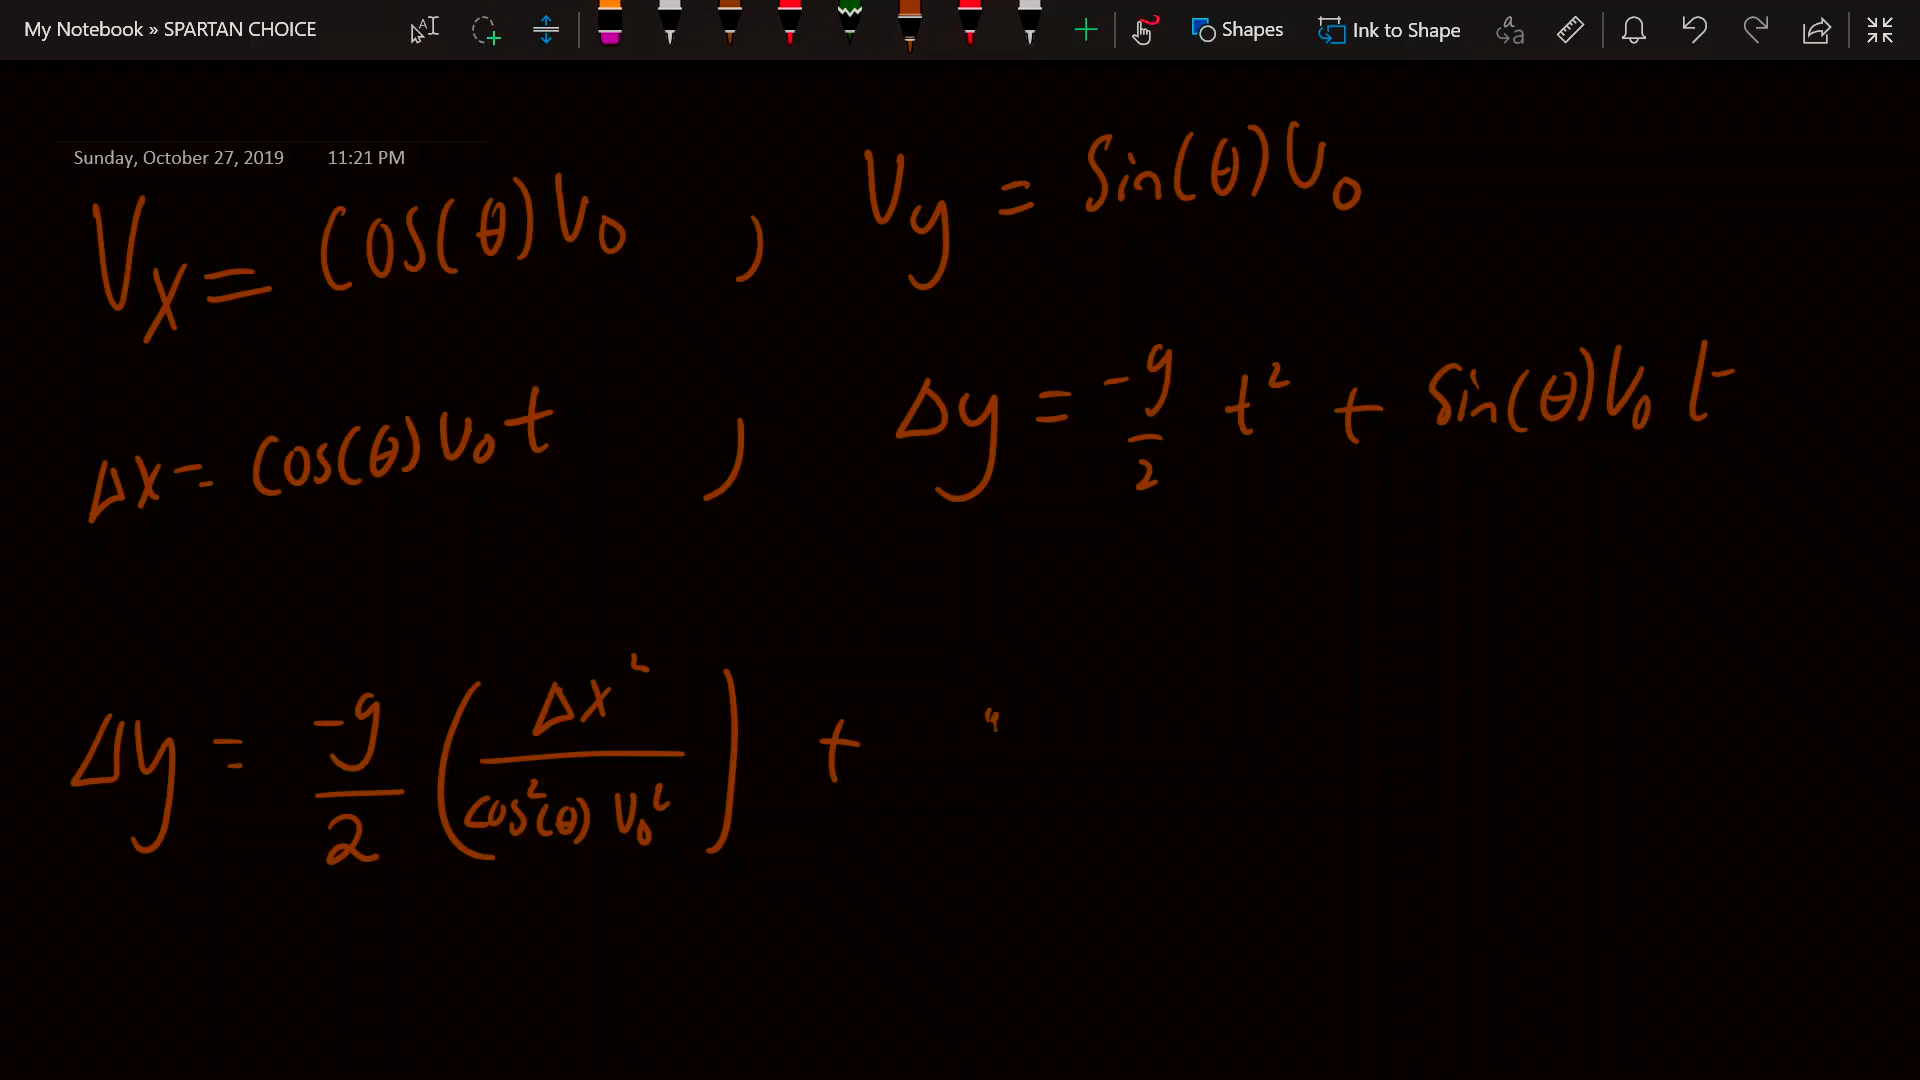 My Notebook » SPARTAN CHOICE Shapes Ink to Shape
Sunday, October 27, 2019 11:21 PM
Vx = cos(θ)V₀ , Vy = sin(θ)V₀
Δx = cos(θ)V₀t , Δy = -g/2 t² + sin(θ)V₀ t
Δy = -g/2 (Δx²/cos²(θ) V₀²) +